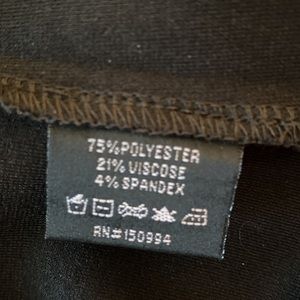 75%POLYESTER
21%VISCOSE
4%SPANDEX
RN#150994